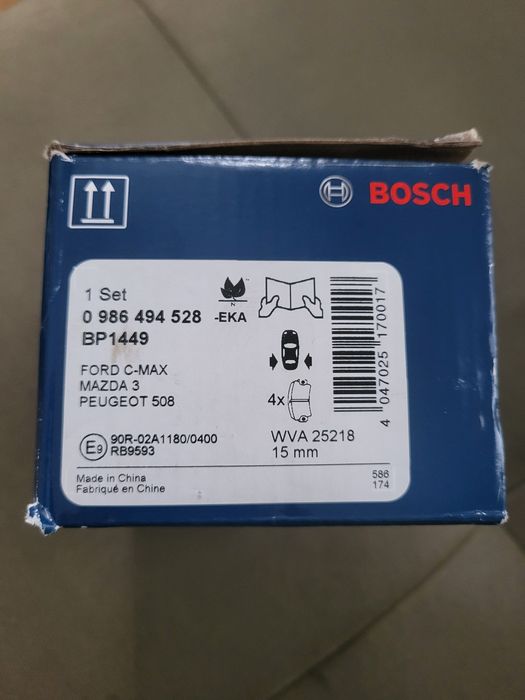 BOSCH
1 Set
0 986 494 528 -EKA
BP1449
FORD C-MAX
MAZDA 3
PEUGEOT 508
N
4x
E9 90R-02A1180/0400
RB9593
WVA 25218
15 mm
Made in China
Fabriqué en Chine
586
174
4 047025 170017